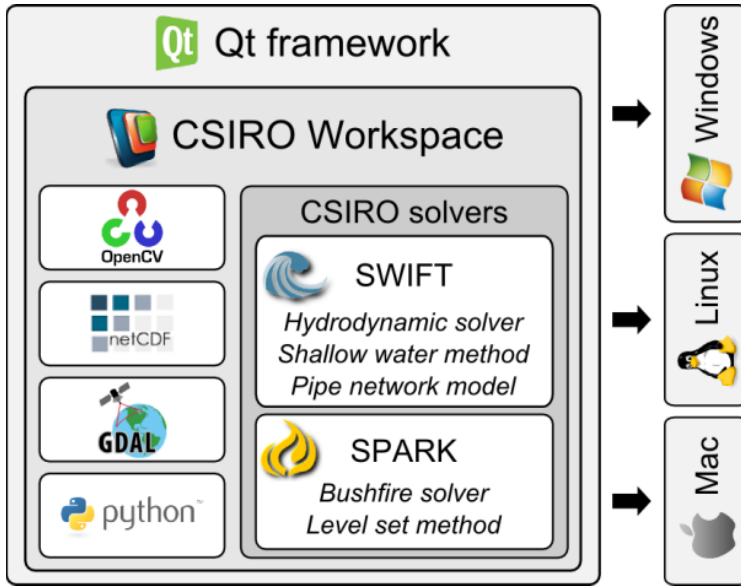 Qt Qt framework
CSIRO Workspace
OpenCV
netCDF
GDAL
python™
CSIRO solvers
SWIFT
Hydrodynamic solver
Shallow water method
Pipe network model
SPARK
Bushfire solver
Level set method
Windows
Linux
Mac